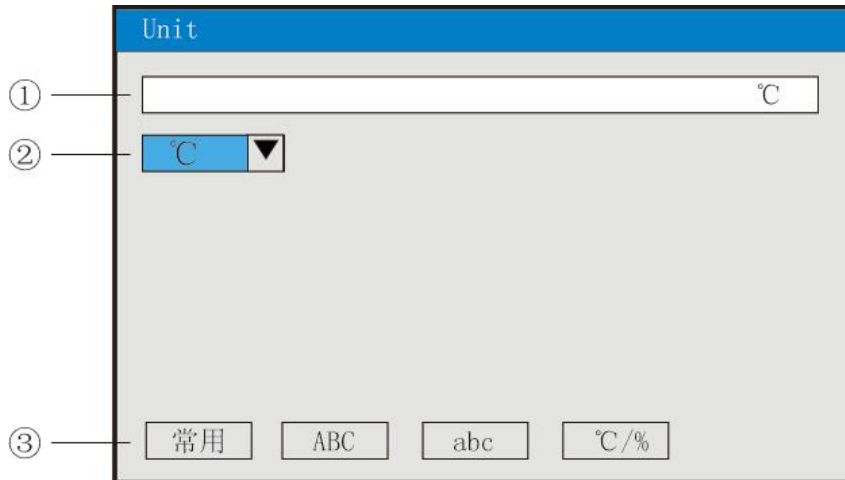 Unit
① ℃
② ℃ ▼
③ 常用 ABC abc ℃/%